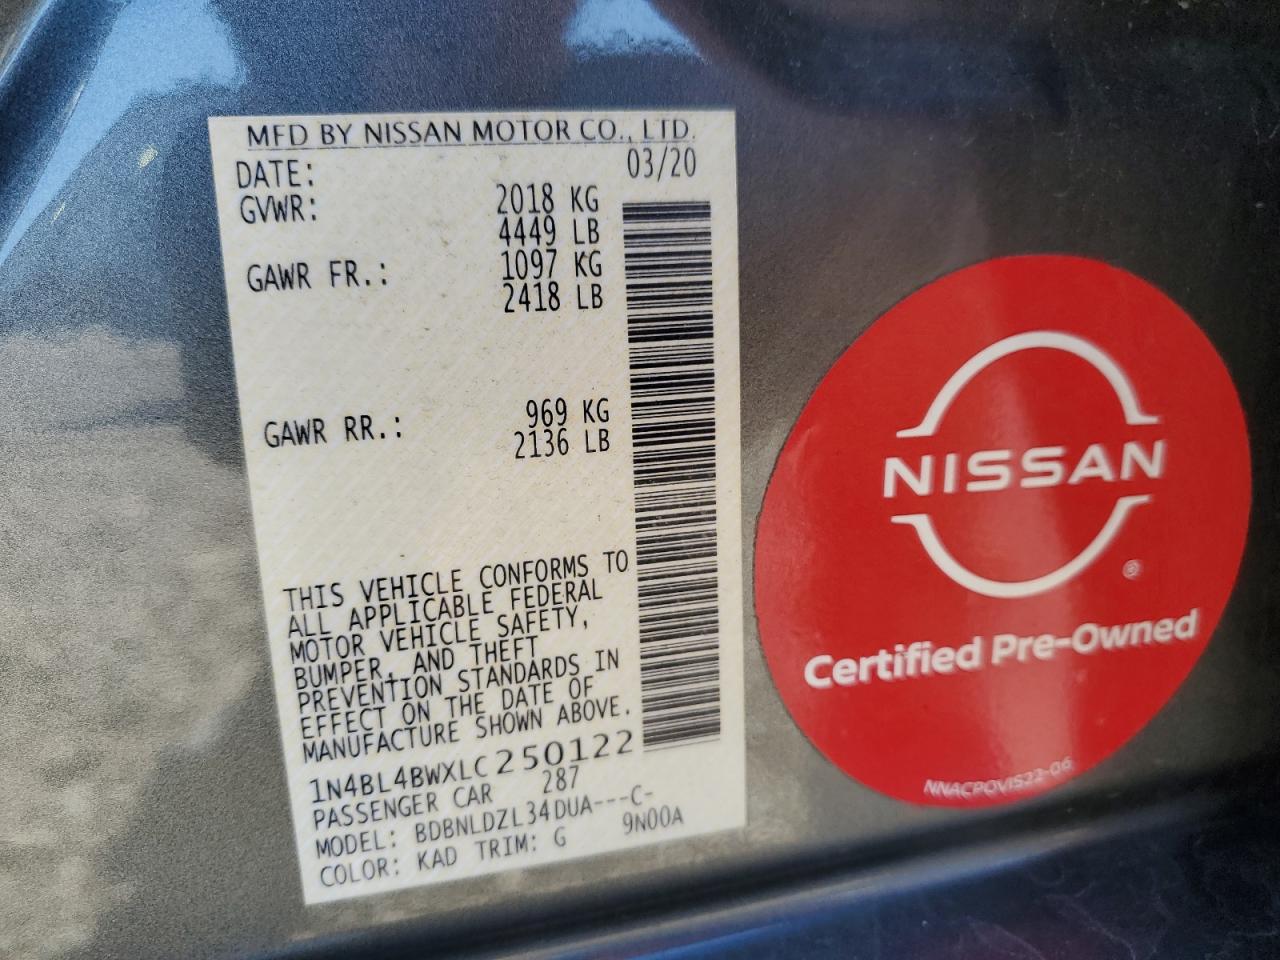 MFD BY NISSAN MOTOR CO., LTD.
DATE: 03/20
GVWR: 2018 KG
4449 LB
GAWR FR.: 1097 KG
2418 LB
GAWR RR.: 969 KG
2136 LB
THIS VEHICLE CONFORMS TO
ALL APPLICABLE FEDERAL
MOTOR VEHICLE SAFETY,
BUMPER, AND THEFT
PREVENTION STANDARDS IN
EFFECT ON THE DATE OF
MANUFACTURE SHOWN ABOVE.
1N4BL4BWXLC250122
PASSENGER CAR 287
MODEL: BDBNLDZL34DUA---C-
COLOR: KAD TRIM: G 9N00A
NISSAN
®
Certified Pre-Owned
NNACPOVIS22-06